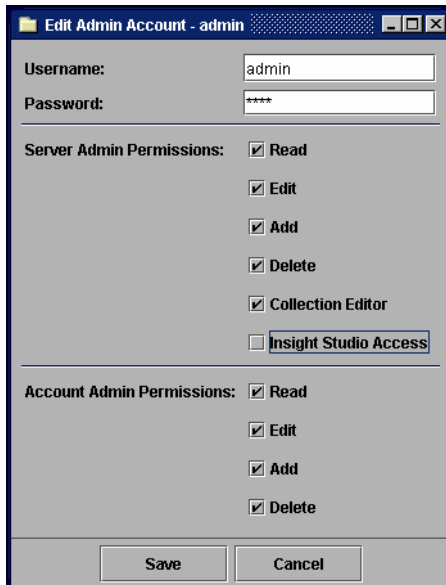 Edit Admin Account - admin
Username: admin
Password: ****
Server Admin Permissions: Read
Edit
Add
Delete
Collection Editor
Insight Studio Access
Account Admin Permissions: Read
Edit
Add
Delete
Save Cancel